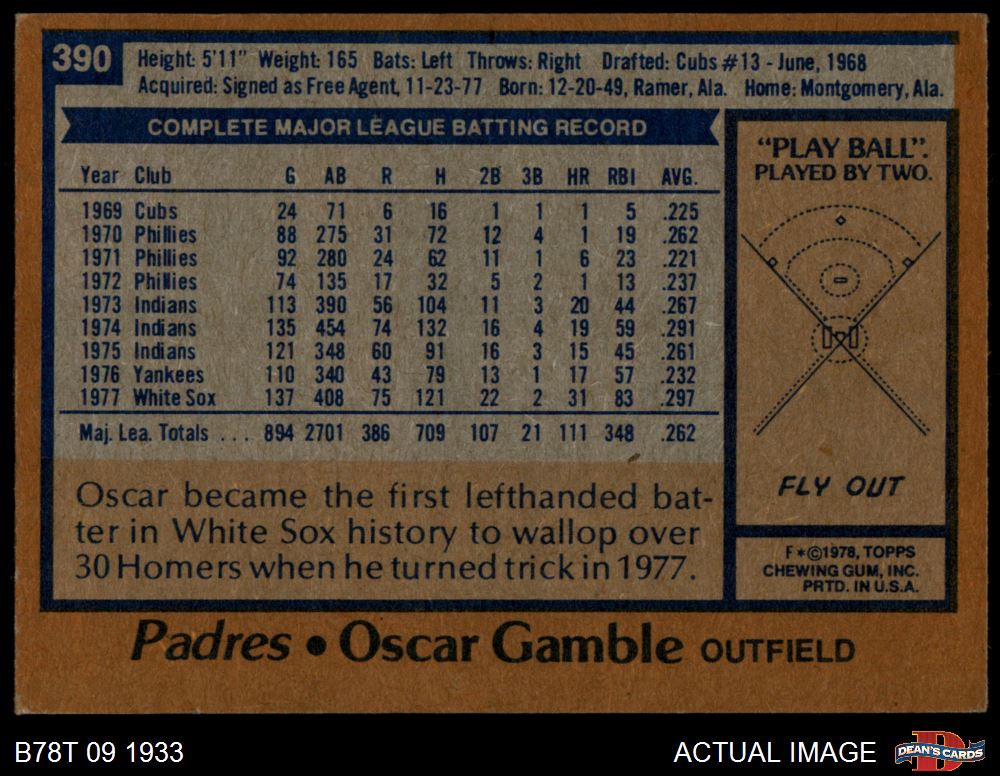 390
Height: 5'11" Weight: 165 Bats: Left Throws: Right Drafted: Cubs #13 - June, 1968
Acquired: Signed as Free Agent, 11-23-77 Born: 12-20-49, Ramer, Ala. Home: Montgomery, Ala.
COMPLETE MAJOR LEAGUE BATTING RECORD
Year Club G AB R H 2B 3B HR RBI AVG.
1969 Cubs 24 71 6 16 1 1 1 5 .225
1970 Phillies 88 275 31 72 12 4 1 19 .262
1971 Phillies 92 280 24 62 11 1 6 23 .221
1972 Phillies 74 135 17 32 5 2 1 13 .237
1973 Indians 113 390 56 104 11 3 20 44 .267
1974 Indians 135 454 74 132 16 4 19 59 .291
1975 Indians 121 348 60 91 16 3 15 45 .261
1976 Yankees 110 340 43 79 13 1 17 57 .232
1977 White Sox 137 408 75 121 22 2 31 83 .297
Maj. Lea. Totals ... 894 2701 386 709 107 21 111 348 .262
Oscar became the first lefthanded bat-
ter in White Sox history to wallop over
30 Homers when he turned trick in 1977.
"PLAY BALL".
PLAYED BY TWO.
FLY OUT
F*©1978, TOPPS
CHEWING GUM, INC.
PRTD. IN U.S.A.
Padres • Oscar Gamble OUTFIELD
B78T 09 1933
ACTUAL IMAGE
DEAN'S CARDS